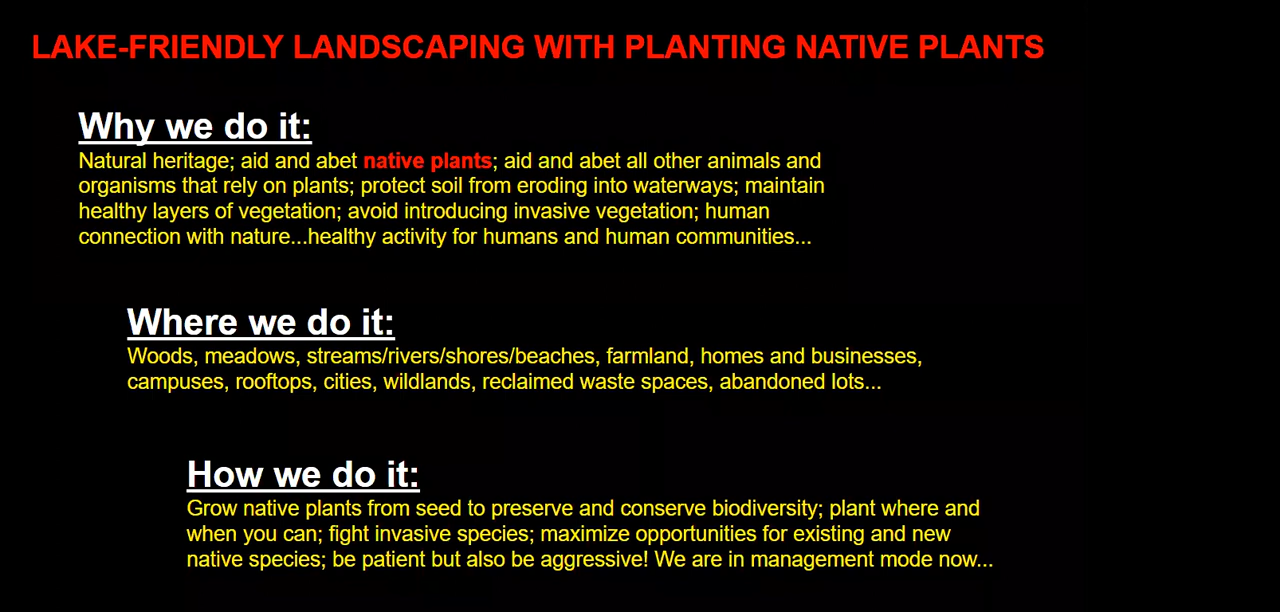 LAKE-FRIENDLY LANDSCAPING WITH PLANTING NATIVE PLANTS
Why we do it:
Natural heritage; aid and abet native plants; aid and abet all other animals and
organisms that rely on plants; protect soil from eroding into waterways; maintain
healthy layers of vegetation; avoid introducing invasive vegetation; human
connection with nature...healthy activity for humans and human communities...
Where we do it:
Woods, meadows, streams/rivers/shores/beaches, farmland, homes and businesses,
campuses, rooftops, cities, wildlands, reclaimed waste spaces, abandoned lots...
How we do it:
Grow native plants from seed to preserve and conserve biodiversity; plant where and
when you can; fight invasive species; maximize opportunities for existing and new
native species; be patient but also be aggressive! We are in management mode now...